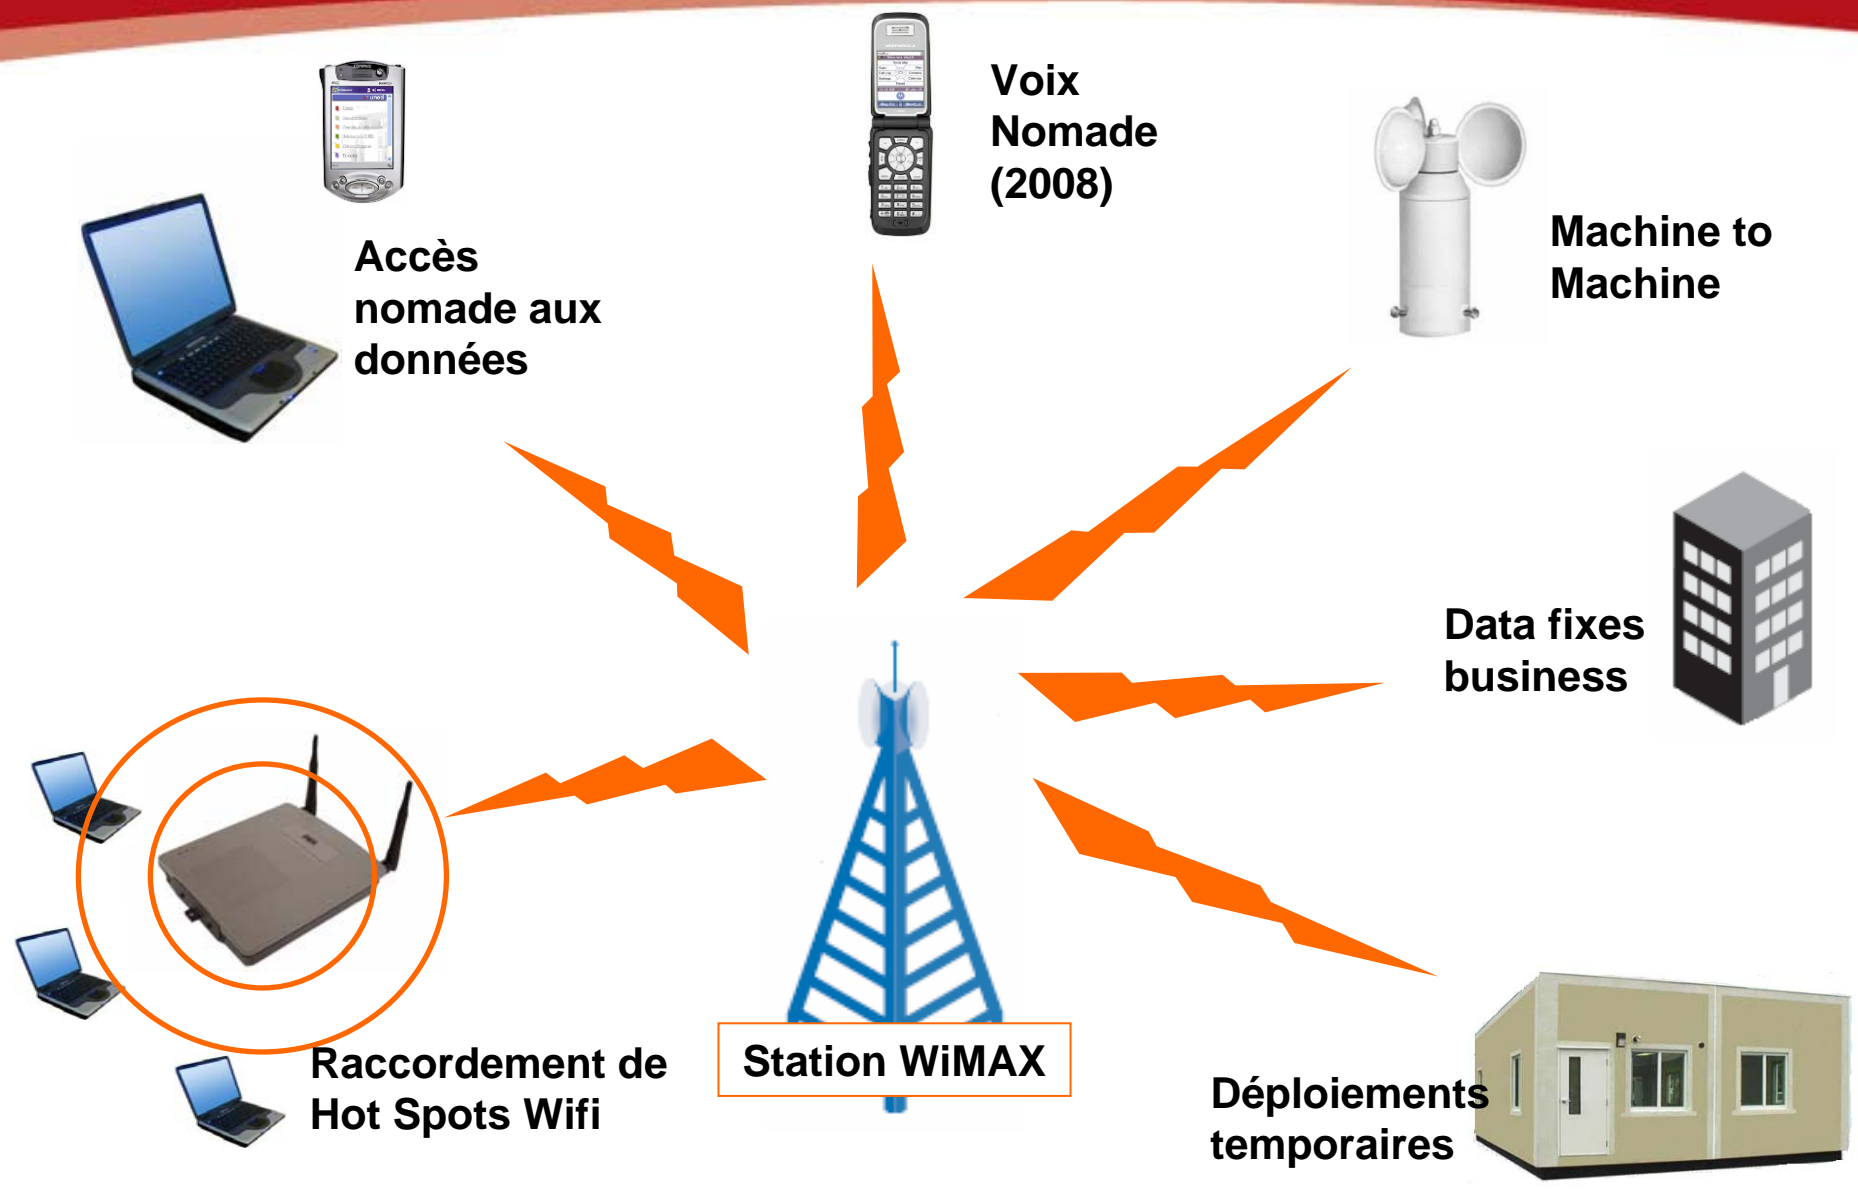 Voix
Nomade
(2008)
Machine to
Machine
Accès
nomade aux
données
Data fixes
business
Raccordement de
Hot Spots Wifi
Station WiMAX
Déploiements
temporaires